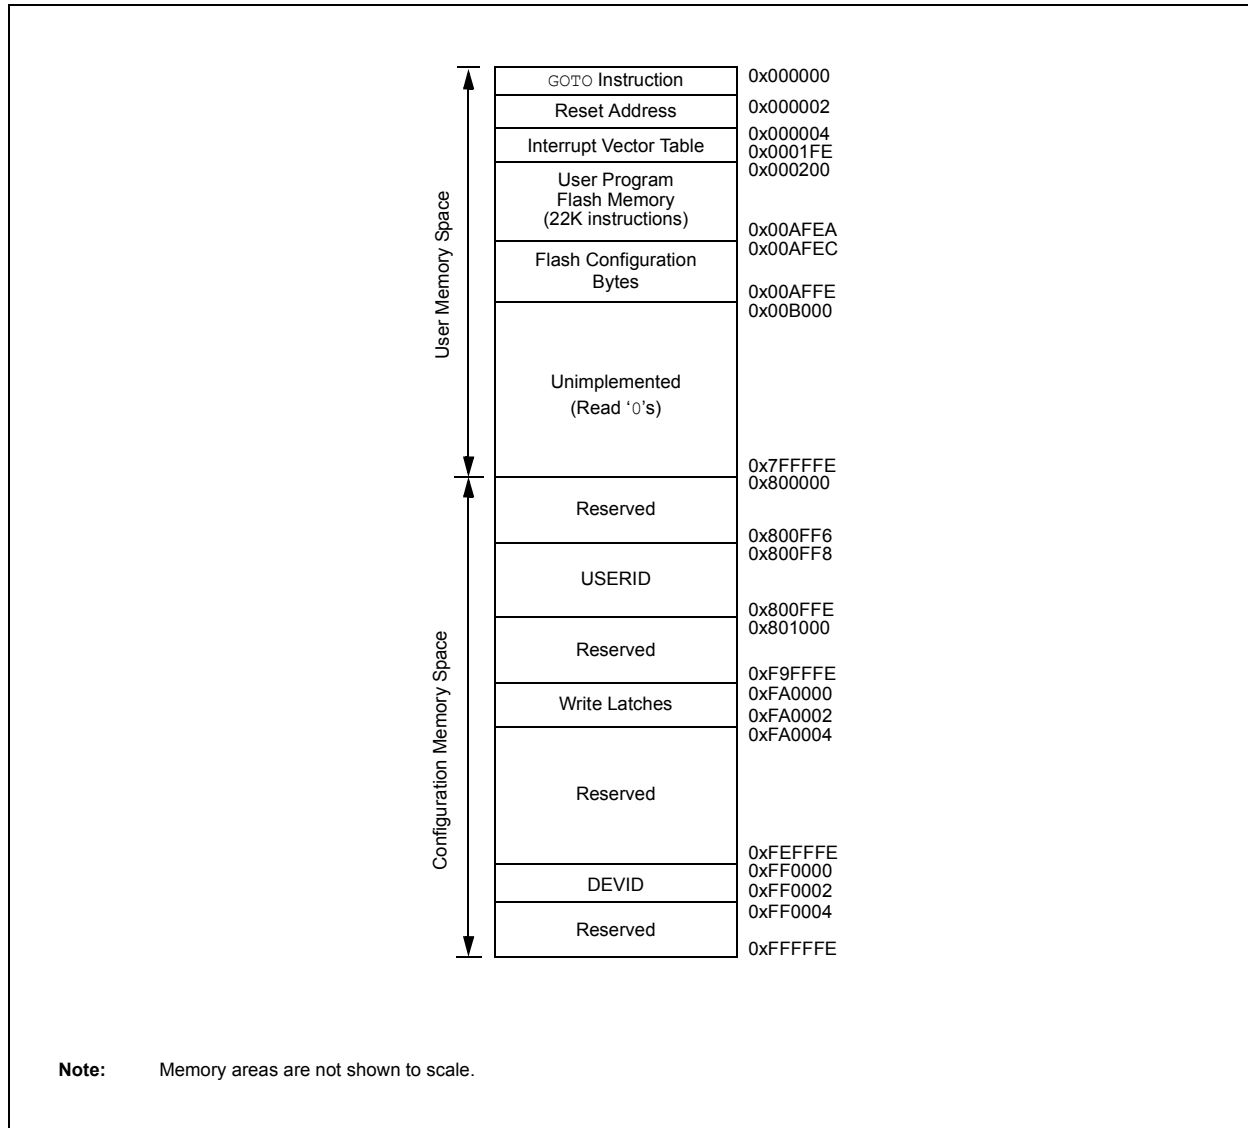 GOTO Instruction
0x000000
Reset Address
0x000002
Interrupt Vector Table
0x000004
0x0001FE
User Program
Flash Memory
(22K instructions)
0x000200
0x00AFEA
Flash Configuration
Bytes
0x00AFEC
0x00AFFE
Unimplemented
(Read ‘0’s)
0x00B000
0x7FFFFE
User Memory Space
Reserved
0x800000
0x800FF6
USERID
0x800FF8
0x800FFE
Reserved
0x801000
0xF9FFFE
Write Latches
0xFA0000
0xFA0002
Reserved
0xFA0004
0xFEFFFE
DEVID
0xFF0000
0xFF0002
Reserved
0xFF0004
0xFFFFFE
Configuration Memory Space
Note: Memory areas are not shown to scale.